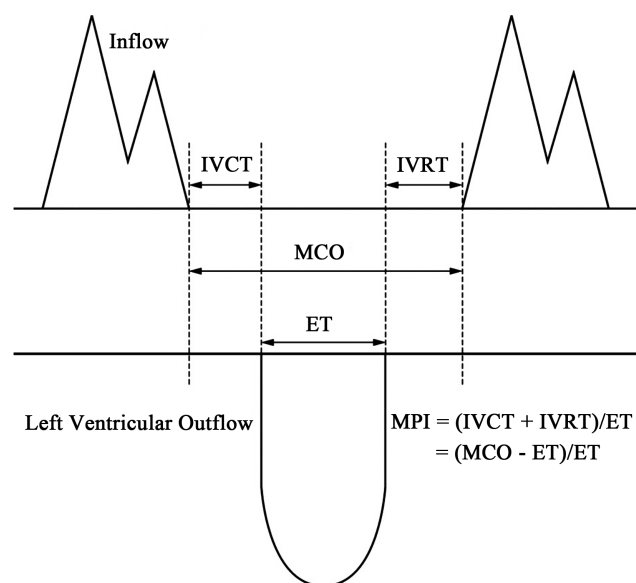 Inflow
IVCT
IVRT
MCO
ET
Left Ventricular Outflow
MPI = (IVCT + IVRT)/ET
= (MCO - ET)/ET